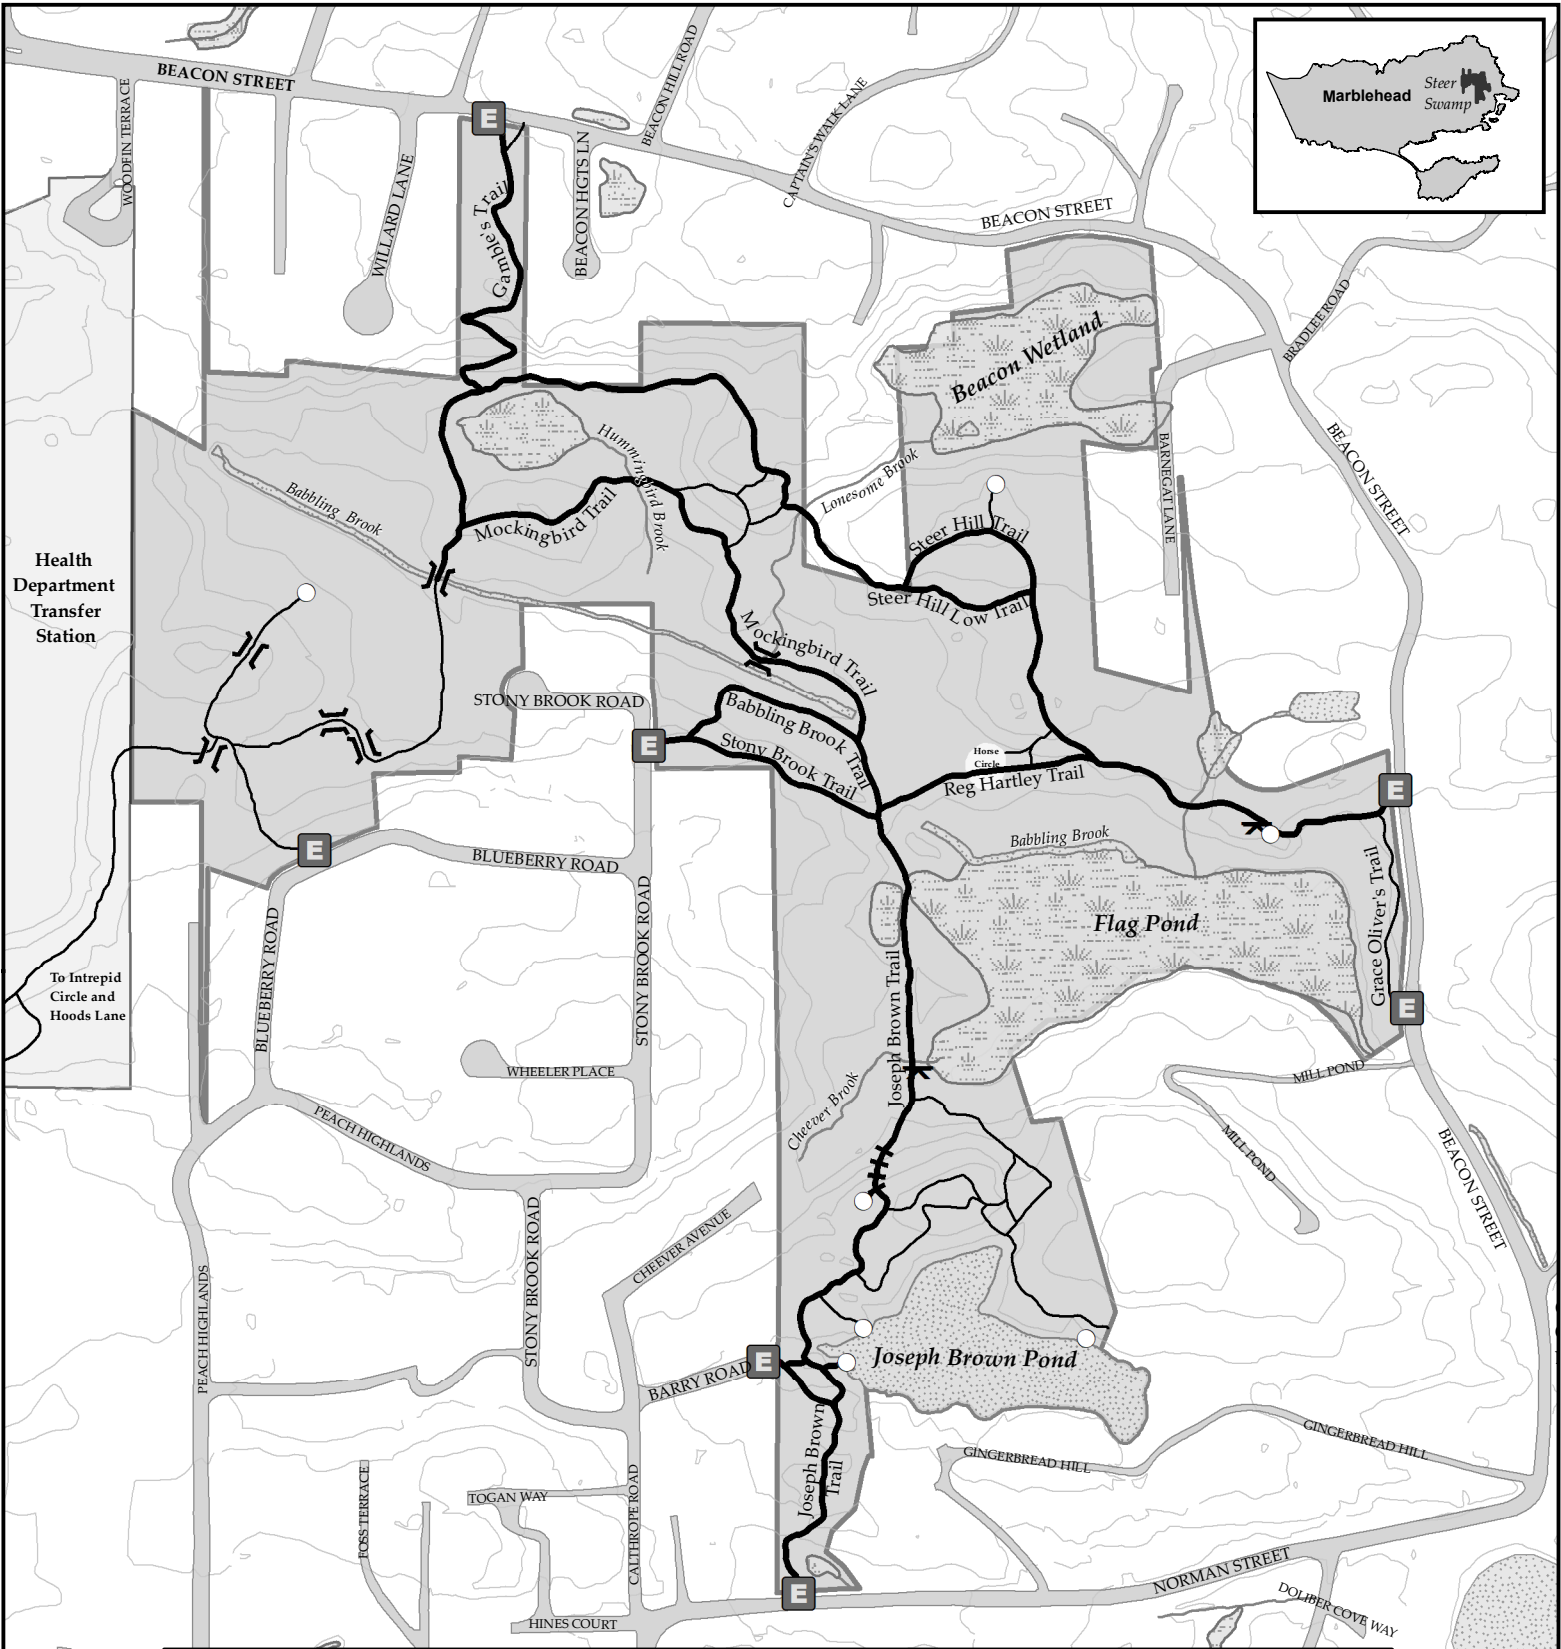 BEACON STREET
WOODFIN TERRACE
WILLARD LANE
E
Gamble's Trail
BEACON HGTS LN
BEACON HILL ROAD
CAPTAIN'S WALK LANE
BEACON STREET
Marblehead
Steer
Swamp
BRADLEE ROAD
Beacon Wetland
BEACON STREET
BARNEGAT LANE
Hummingbird Brook
Lonesome Brook
Babbling Brook
Mockingbird Trail
Steer Hill Trail
Steer Hill Low Trail
Health
Department
Transfer
Station
Mockingbird Trail
STONY BROOK ROAD
E
Babbling Brook Trail
Stony Brook Trail
Horse
Circle
Reg Hartley Trail
E
E
BLUEBERRY ROAD
Babbling Brook
Flag Pond
Grace Oliver's Trail
E
BLUEBERRY ROAD
STONY BROOK ROAD
Joseph Brown Trail
To Intrepid
Circle and
Hoods Lane
WHEELER PLACE
Cheever Brook
MILL POND
MILL POND
PEACH HIGHLANDS
BEACON STREET
STONY BROOK ROAD
CHEEVER AVENUE
PEACH HIGHLANDS
E
BARRY ROAD
Joseph Brown Pond
Joseph Brown
Trail
GINGERBREAD HILL
GINGERBREAD HILL
FOSS TERRACE
TOGAN WAY
CALTHROPE ROAD
E
NORMAN STREET
DOLIBER COVE WAY
HINES COURT